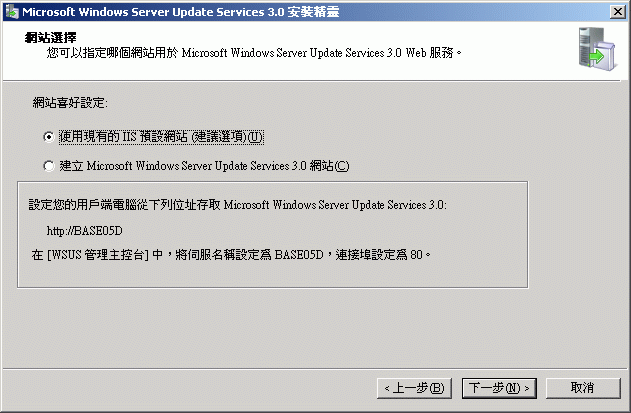 Microsoft Windows Server Update Services 3.0 安裝精靈
網站選擇
您可以指定哪個網站用於 Microsoft Windows Server Update Services 3.0 Web 服務。
網站喜好設定:
使用現有的 IIS 預設網站 (建議選項)(U)
建立 Microsoft Windows Server Update Services 3.0 網站(C)
設定您的用戶端電腦從下列位址存取 Microsoft Windows Server Update Services 3.0:
http://BASE05D
在 [WSUS 管理主控台] 中，將伺服名稱設定為 BASE05D，連接埠設定為 80。
< 上一步(B) 下一步(N) > 取消